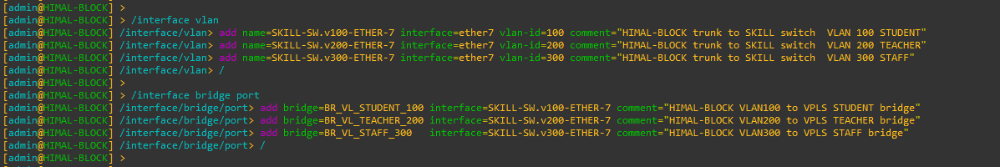 [admin@HIMAL-BLOCK] >
[admin@HIMAL-BLOCK] > /interface vlan
[admin@HIMAL-BLOCK] /interface/vlan> add name=SKILL-SW.v100-ETHER-7 interface=ether7 vlan-id=100 comment="HIMAL-BLOCK trunk to SKILL switch  VLAN 100 STUDENT"
[admin@HIMAL-BLOCK] /interface/vlan> add name=SKILL-SW.v200-ETHER-7 interface=ether7 vlan-id=200 comment="HIMAL-BLOCK trunk to SKILL switch  VLAN 200 TEACHER"
[admin@HIMAL-BLOCK] /interface/vlan> add name=SKILL-SW.v300-ETHER-7 interface=ether7 vlan-id=300 comment="HIMAL-BLOCK trunk to SKILL switch  VLAN 300 STAFF"
[admin@HIMAL-BLOCK] /interface/vlan> /
[admin@HIMAL-BLOCK] >
[admin@HIMAL-BLOCK] > /interface bridge port
[admin@HIMAL-BLOCK] /interface/bridge/port> add bridge=BR_VL_STUDENT_100 interface=SKILL-SW.v100-ETHER-7 comment="HIMAL-BLOCK VLAN100 to VPLS STUDENT bridge"
[admin@HIMAL-BLOCK] /interface/bridge/port> add bridge=BR_VL_TEACHER_200 interface=SKILL-SW.v200-ETHER-7 comment="HIMAL-BLOCK VLAN200 to VPLS TEACHER bridge"
[admin@HIMAL-BLOCK] /interface/bridge/port> add bridge=BR_VL_STAFF_300   interface=SKILL-SW.v300-ETHER-7 comment="HIMAL-BLOCK VLAN300 to VPLS STAFF bridge"
[admin@HIMAL-BLOCK] /interface/bridge/port> /
[admin@HIMAL-BLOCK] >